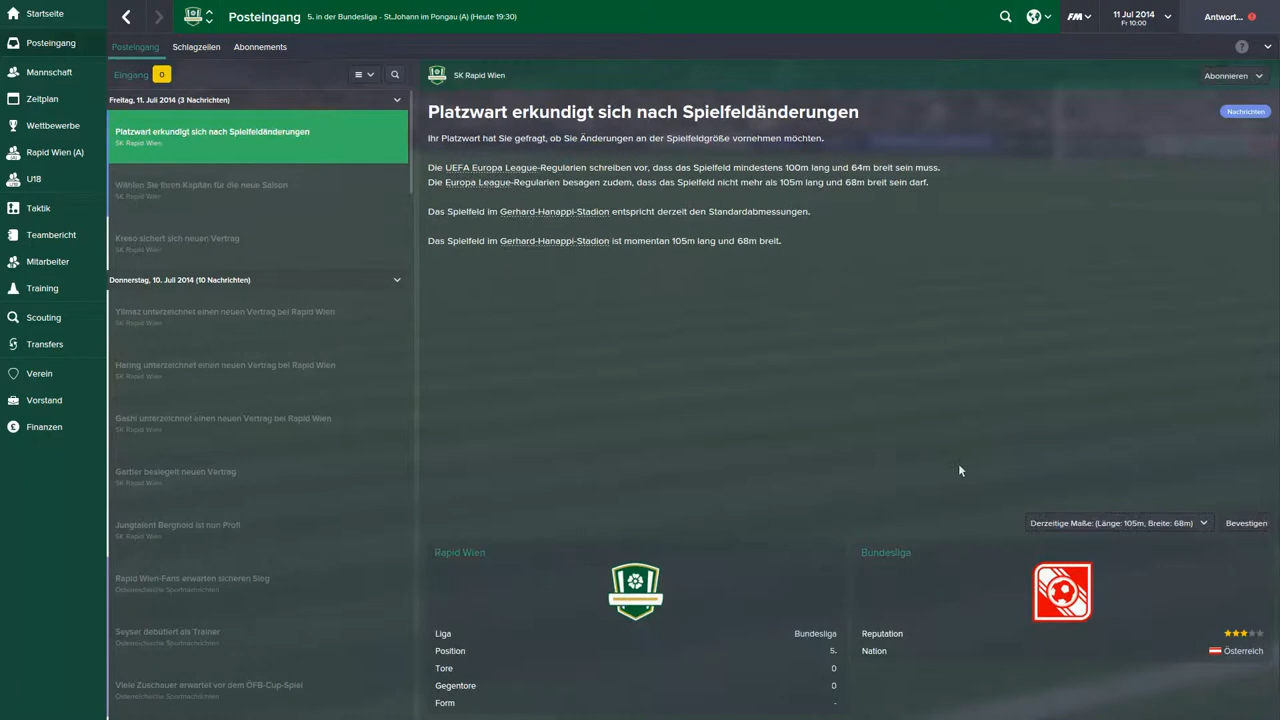 Startseite
Posteingang
Mannschaft
Zeitplan
Wettbewerbe
Rapid Wien (A)
U18
Taktik
Teambericht
Mitarbeiter
Training
Scouting
Transfers
Verein
Vorstand
Finanzen
Posteingang
5. in der Bundesliga - St.Johann im Pongau (A) (Heute 19:30)
FM
11 Jul 2014
Fr 10:00
Antwort...
Posteingang Schlagzeilen Abonnements
Eingang 0
Freitag, 11. Juli 2014 (3 Nachrichten)
Platzwart erkundigt sich nach Spielfeldänderungen
SK Rapid Wien
Wählen Sie Ihren Kapitän für die neue Saison
SK Rapid Wien
Kreso sichert sich neuen Vertrag
SK Rapid Wien
Donnerstag, 10. Juli 2014 (10 Nachrichten)
Yilmaz unterzeichnet einen neuen Vertrag bei Rapid Wien
SK Rapid Wien
Haring unterzeichnet einen neuen Vertrag bei Rapid Wien
SK Rapid Wien
Gashi unterzeichnet einen neuen Vertrag bei Rapid Wien
SK Rapid Wien
Gartler besiegelt neuen Vertrag
SK Rapid Wien
Jungtalent Bergnold ist nun Profi
SK Rapid Wien
Rapid Wien-Fans erwarten sicheren Sieg
Österreichische Sportnachrichten
Seyser debütiert als Trainer
Österreichische Sportnachrichten
Viele Zuschauer erwartet vor dem ÖFB-Cup-Spiel
Österreichische Sportnachrichten
SK Rapid Wien
Abonnieren
Platzwart erkundigt sich nach Spielfeldänderungen
Nachrichten
Ihr Platzwart hat Sie gefragt, ob Sie Änderungen an der Spielfeldgröße vornehmen möchten.
Die UEFA Europa League-Regularien schreiben vor, dass das Spielfeld mindestens 100m lang und 64m breit sein muss.
Die Europa League-Regularien besagen zudem, dass das Spielfeld nicht mehr als 105m lang und 68m breit sein darf.
Das Spielfeld im Gerhard-Hanappi-Stadion entspricht derzeit den Standardabmessungen.
Das Spielfeld im Gerhard-Hanappi-Stadion ist momentan 105m lang und 68m breit.
Derzeitige Maße: (Länge: 105m, Breite: 68m)
Bevestigen
Rapid Wien
Liga Bundesliga
Position 5.
Tore 0
Gegentore 0
Form -
Bundesliga
Reputation
Nation Österreich